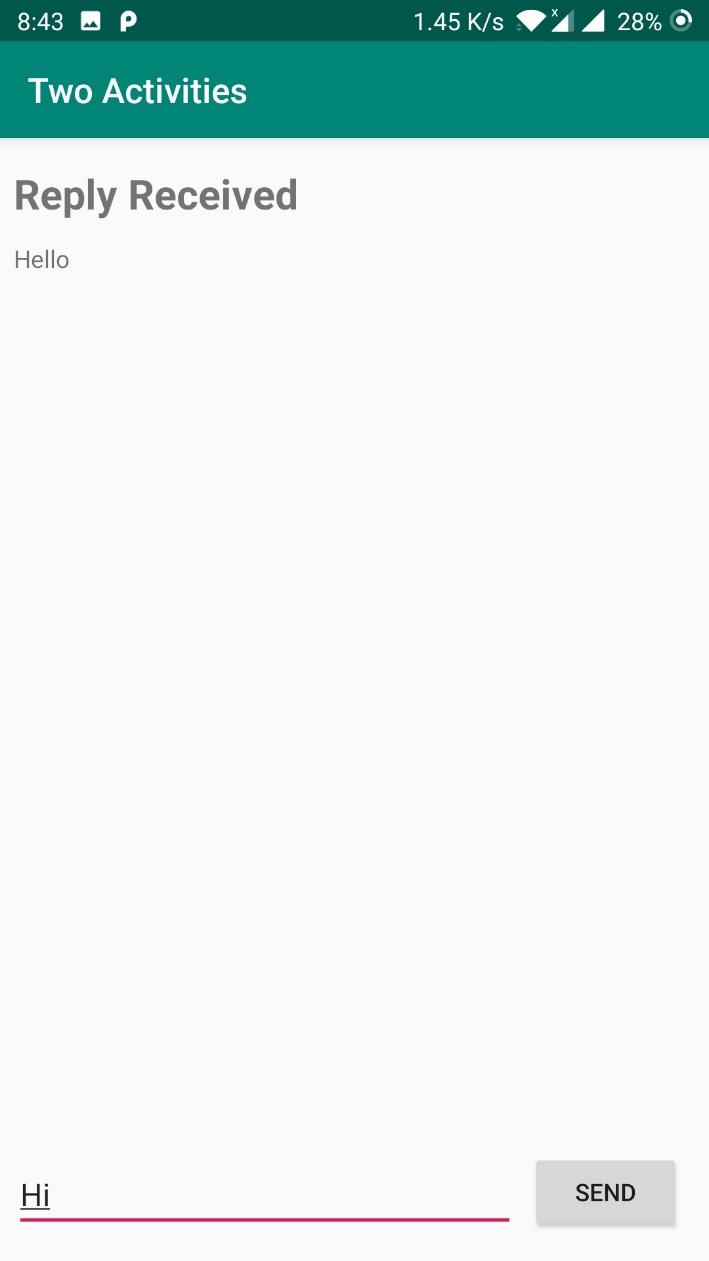 8:43 1.45 K/s 28%
Two Activities
Reply Received
Hello
Hi SEND